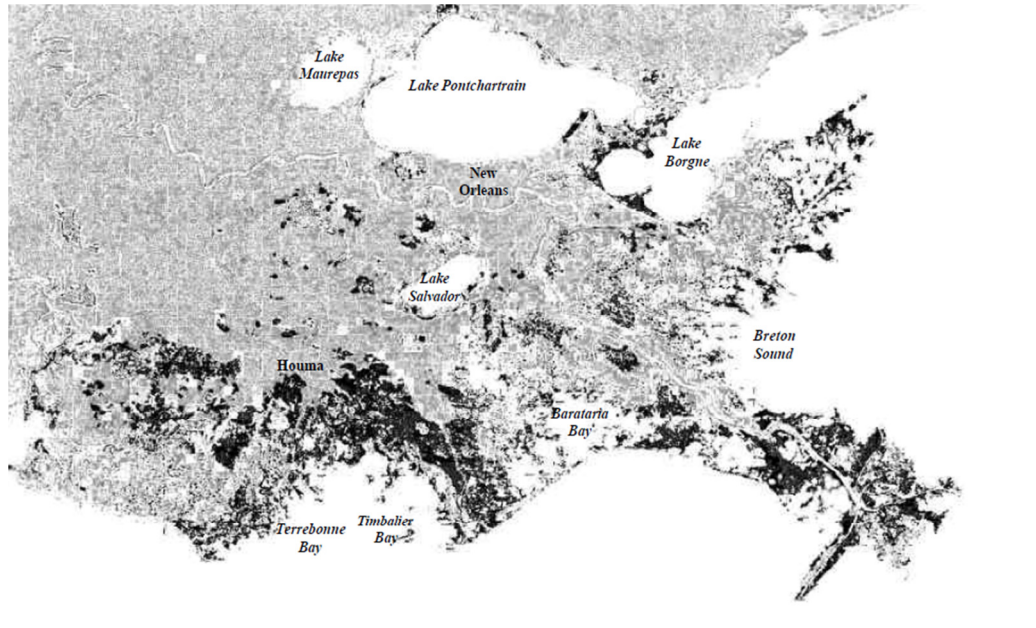 Lake
Maurepas
Lake Pontchartrain
Lake
Borgne
New
Orleans
Lake
Salvador
Breton
Sound
Houma
Barataria
Bay
Terrebonne
Bay
Timbalier
Bay